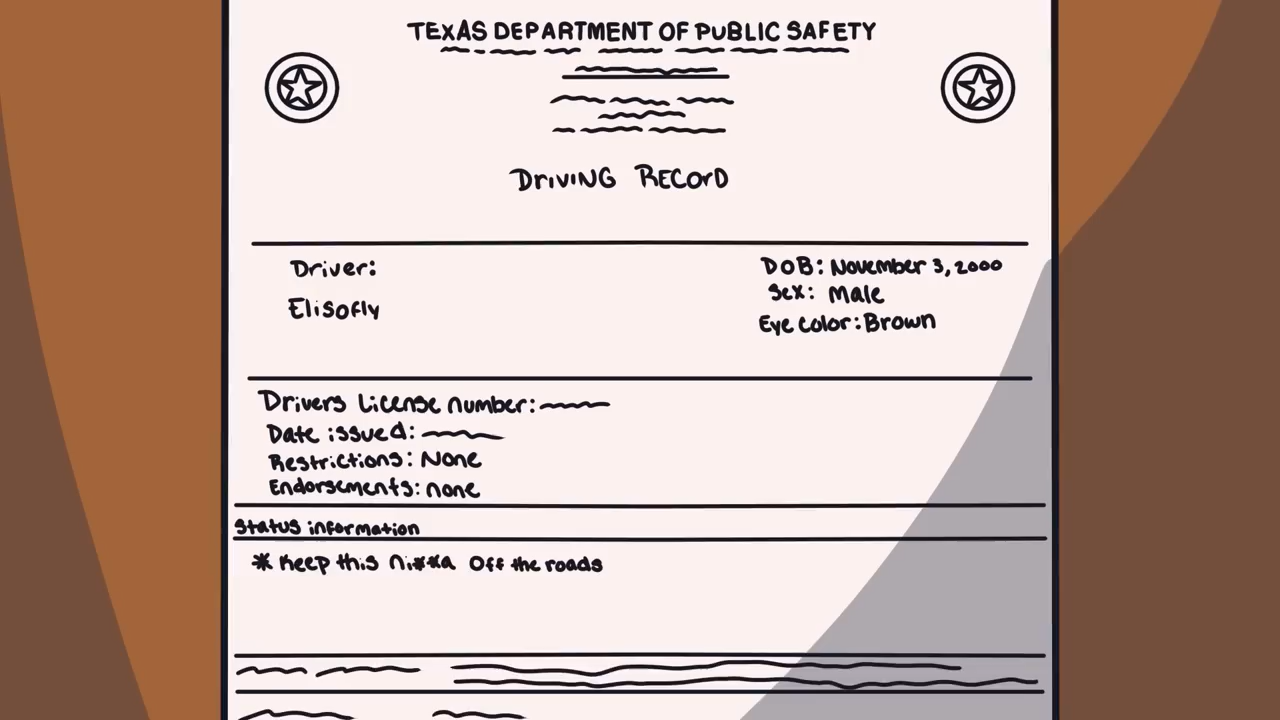 TEXAS DEPARTMENT OF PUBLIC SAFETY
DRIVING RECORD
Driver:
Elisofly
DOB: November 3, 2000
Sex: Male
Eye color: Brown
Drivers License number:
Date issued:
Restrictions: None
Endorsements: none
Status information
* Keep this ni**a Off the roads